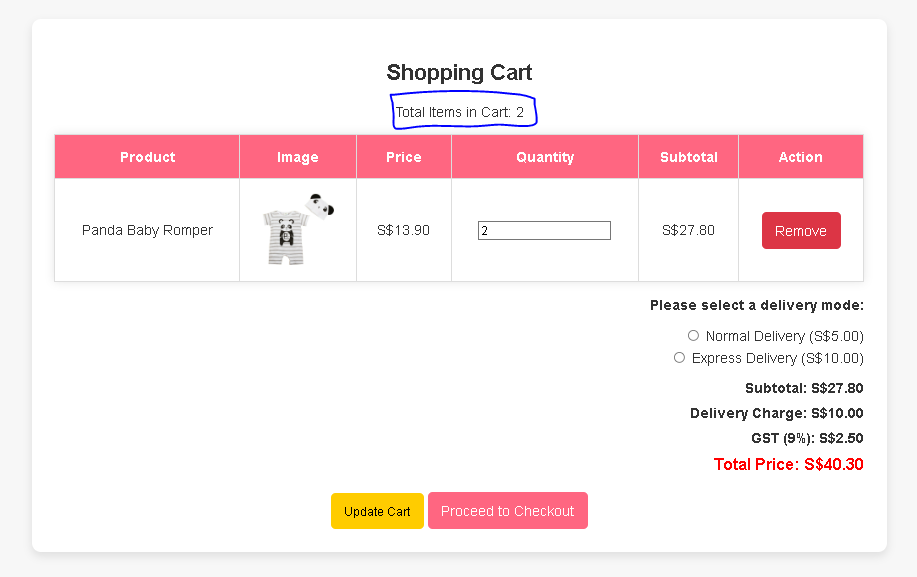 Shopping Cart
Total Items in Cart: 2
Product Image Price Quantity Subtotal Action
Panda Baby Romper S$13.90 2 S$27.80 Remove
Please select a delivery mode:
Normal Delivery (S$5.00)
Express Delivery (S$10.00)
Subtotal: S$27.80
Delivery Charge: S$10.00
GST (9%): S$2.50
Total Price: S$40.30
Update Cart Proceed to Checkout